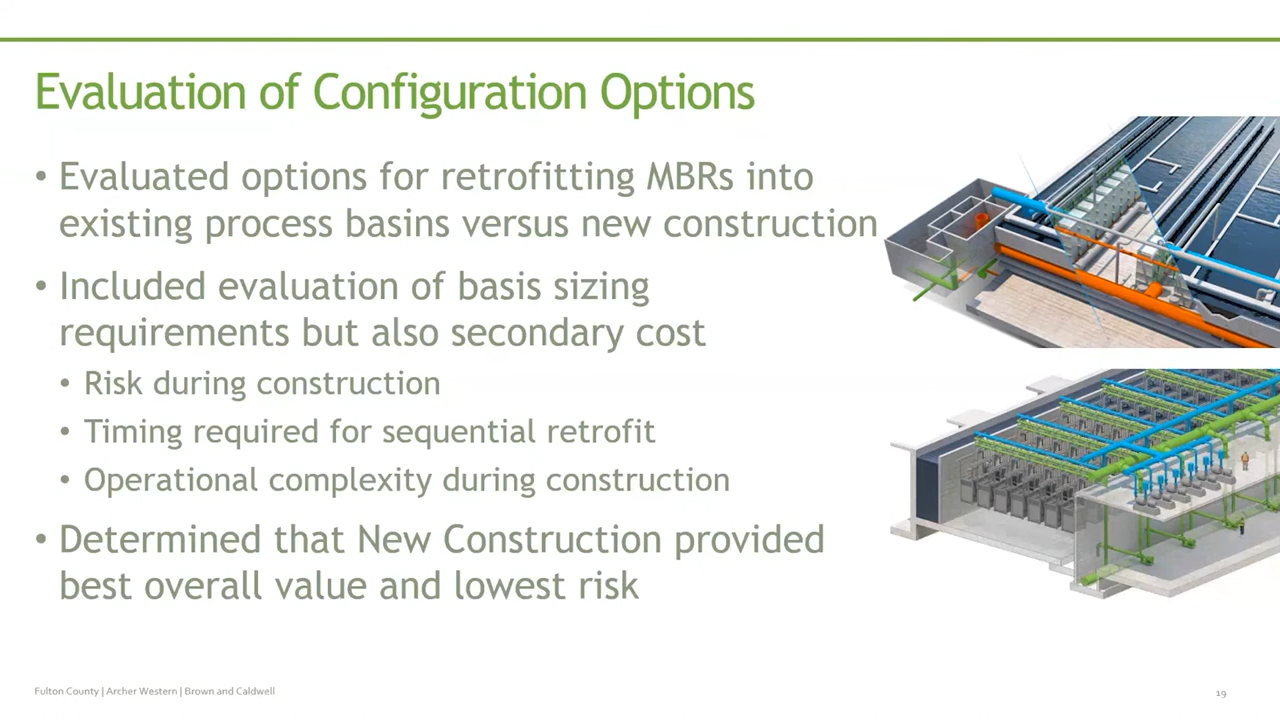 Evaluation of Configuration Options
• Evaluated options for retrofitting MBRs into
existing process basins versus new construction
• Included evaluation of basis sizing
requirements but also secondary cost
• Risk during construction
• Timing required for sequential retrofit
• Operational complexity during construction
• Determined that New Construction provided
best overall value and lowest risk
Fulton County | Archer Western | Brown and Caldwell
19